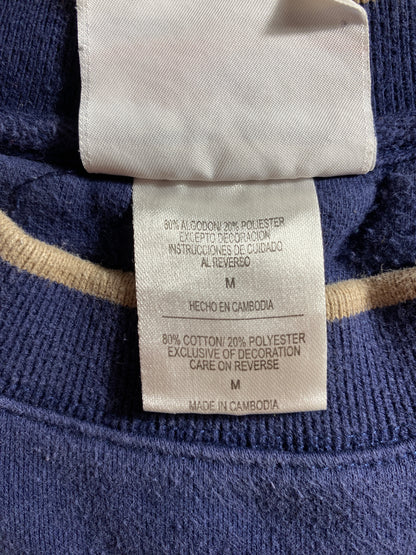 80% ALGODON/ 20% POLIESTER
EXCEPTO DECORACION
INSTRUCCIONES DE CUIDADO
AL REVERSO
M
HECHO EN CAMBODIA
80% COTTON/ 20% POLYESTER
EXCLUSIVE OF DECORATION
CARE ON REVERSE
M
MADE IN CAMBODIA